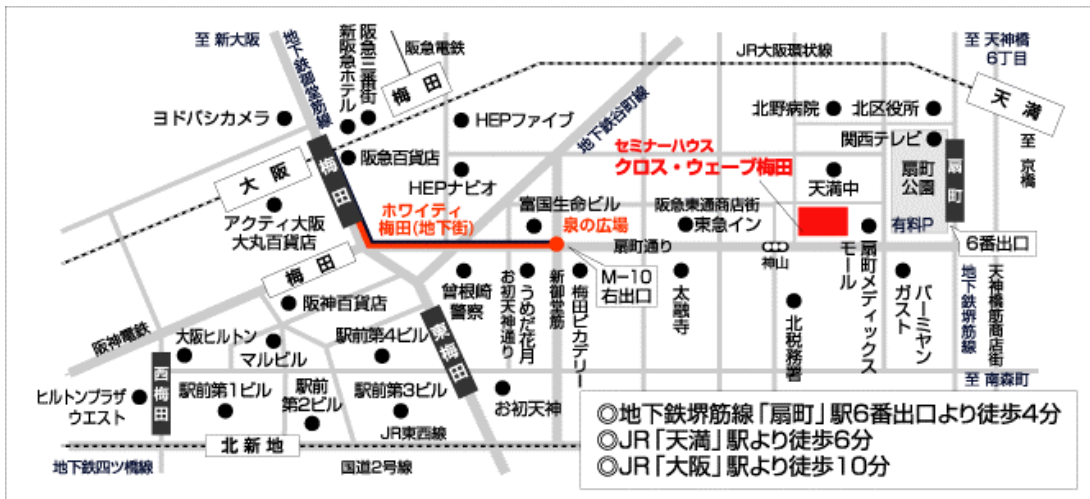 至 新大阪
地下鉄御堂筋線
新阪急ホテル
阪急三番街
阪急電鉄
梅田
JR大阪環状線
至 天神橋
6丁目
天満
至 京橋
ヨドバシカメラ
HEPファイブ
地下鉄谷町線
北野病院
北区役所
関西テレビ
セミナーハウス
クロス・ウェーブ梅田
梅田
阪急百貨店
大阪
HEPナビオ
天満中
扇町
公園
扇町
アクティ大阪
大丸百貨店
ホワイティ
梅田(地下街)
富国生命ビル
泉の広場
阪急東通商店街
東急イン
有料P
扇町通り
神山
6番出口
梅田
M-10
右出口
阪神百貨店
曾根崎
警察
お初天神通り
うめだ花月
新御堂筋
梅田ピカデリー
太融寺
北税務署
扇町メディックス
モール
ガスト
バーミヤン
地下鉄堺筋線
天神橋筋商店街
阪神電鉄
大阪ヒルトン
マルビル
駅前第4ビル
東梅田
西梅田
ヒルトンプラザ
ウエスト
駅前第1ビル
駅前
第2ビル
駅前第3ビル
お初天神
至 南森町
北新地
JR東西線
地下鉄四ツ橋線
国道2号線
◎地下鉄堺筋線「扇町」駅6番出口より徒歩4分
◎JR「天満」駅より徒歩6分
◎JR「大阪」駅より徒歩10分